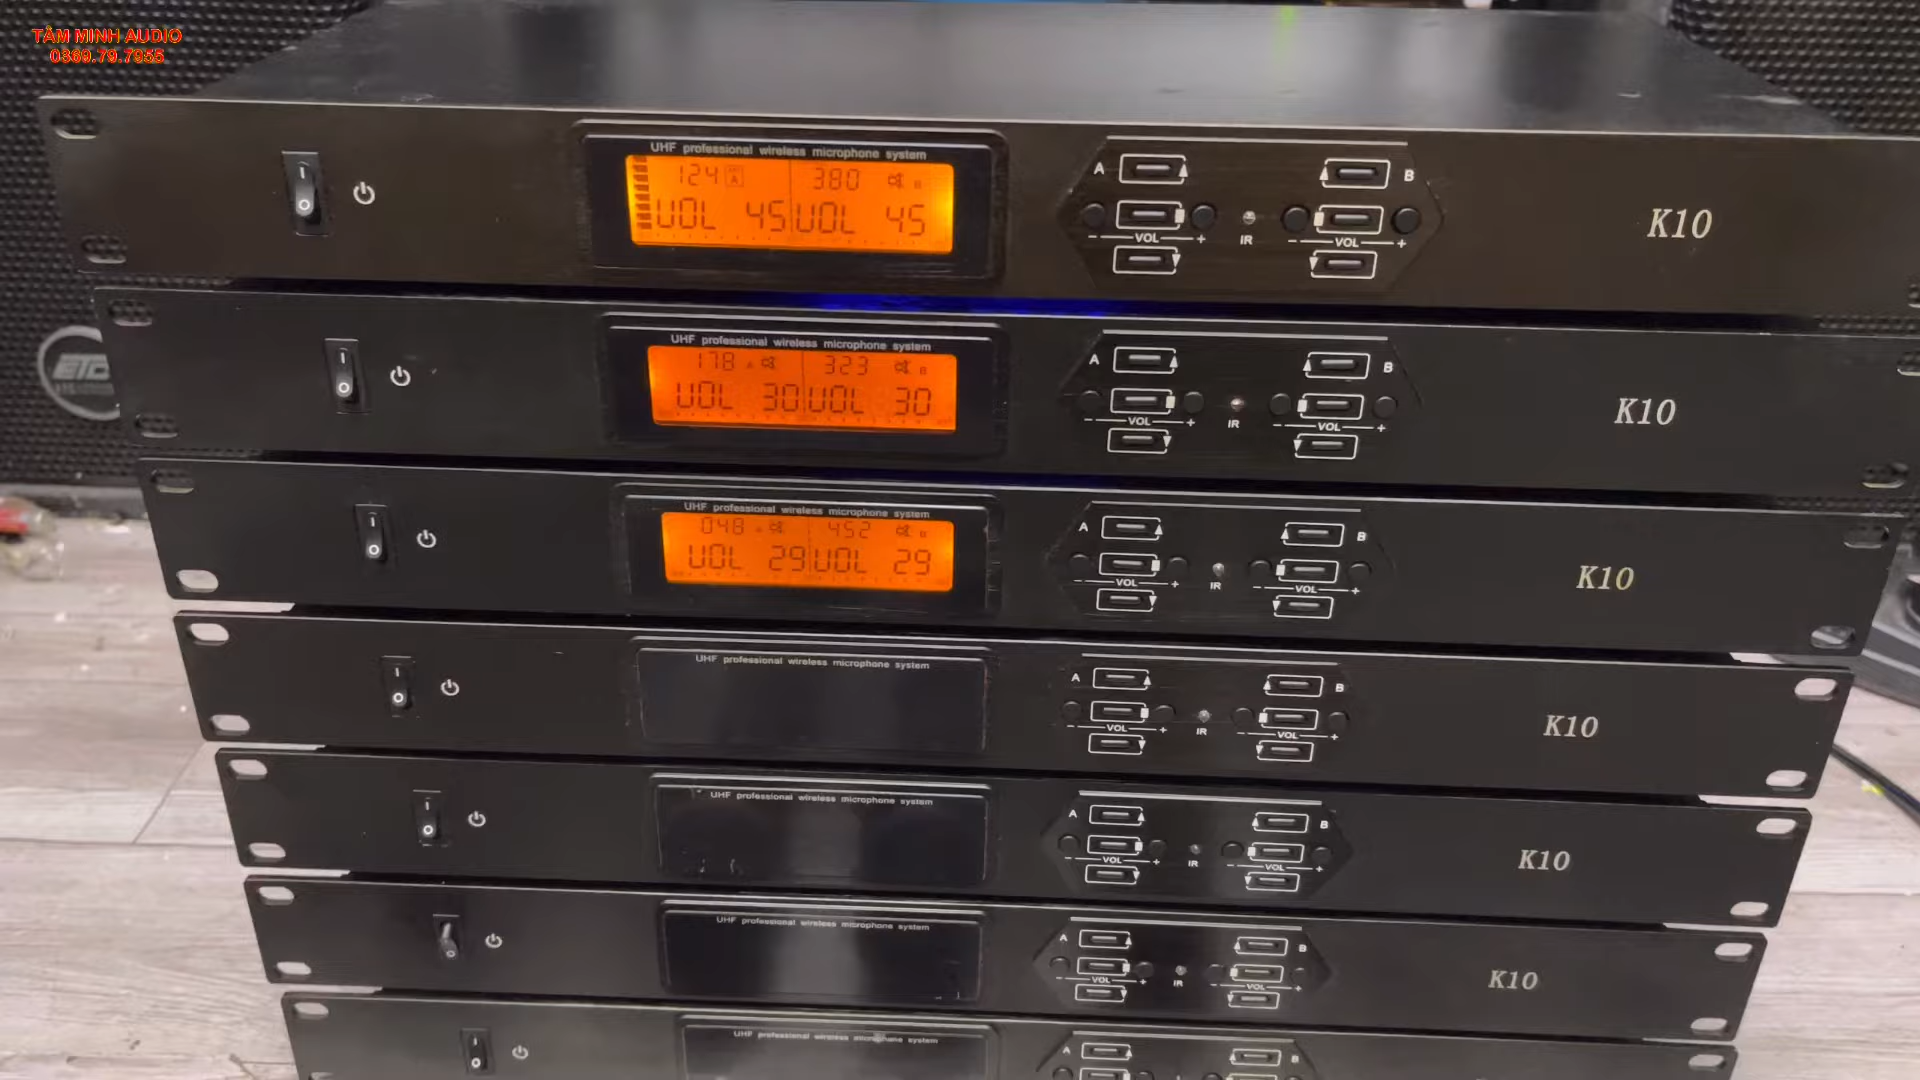 TÂM MINH AUDIO
0869.79.7955
UHF professional wireless microphone system
124 A 380 B
VOL 45 VOL 45
A B
- VOL + IR - VOL +
K10
UHF professional wireless microphone system
178 A 323 B
VOL 30 VOL 30
A B
- VOL + IR - VOL +
K10
UHF professional wireless microphone system
048 A 452 B
VOL 29 VOL 29
A B
- VOL + IR - VOL +
K10
UHF professional wireless microphone system
A B
- VOL + IR - VOL +
K10
UHF professional wireless microphone system
A B
- VOL + IR - VOL +
K10
UHF professional wireless microphone system
A B
- VOL + IR - VOL +
K10
UHF professional wireless microphone system
A B